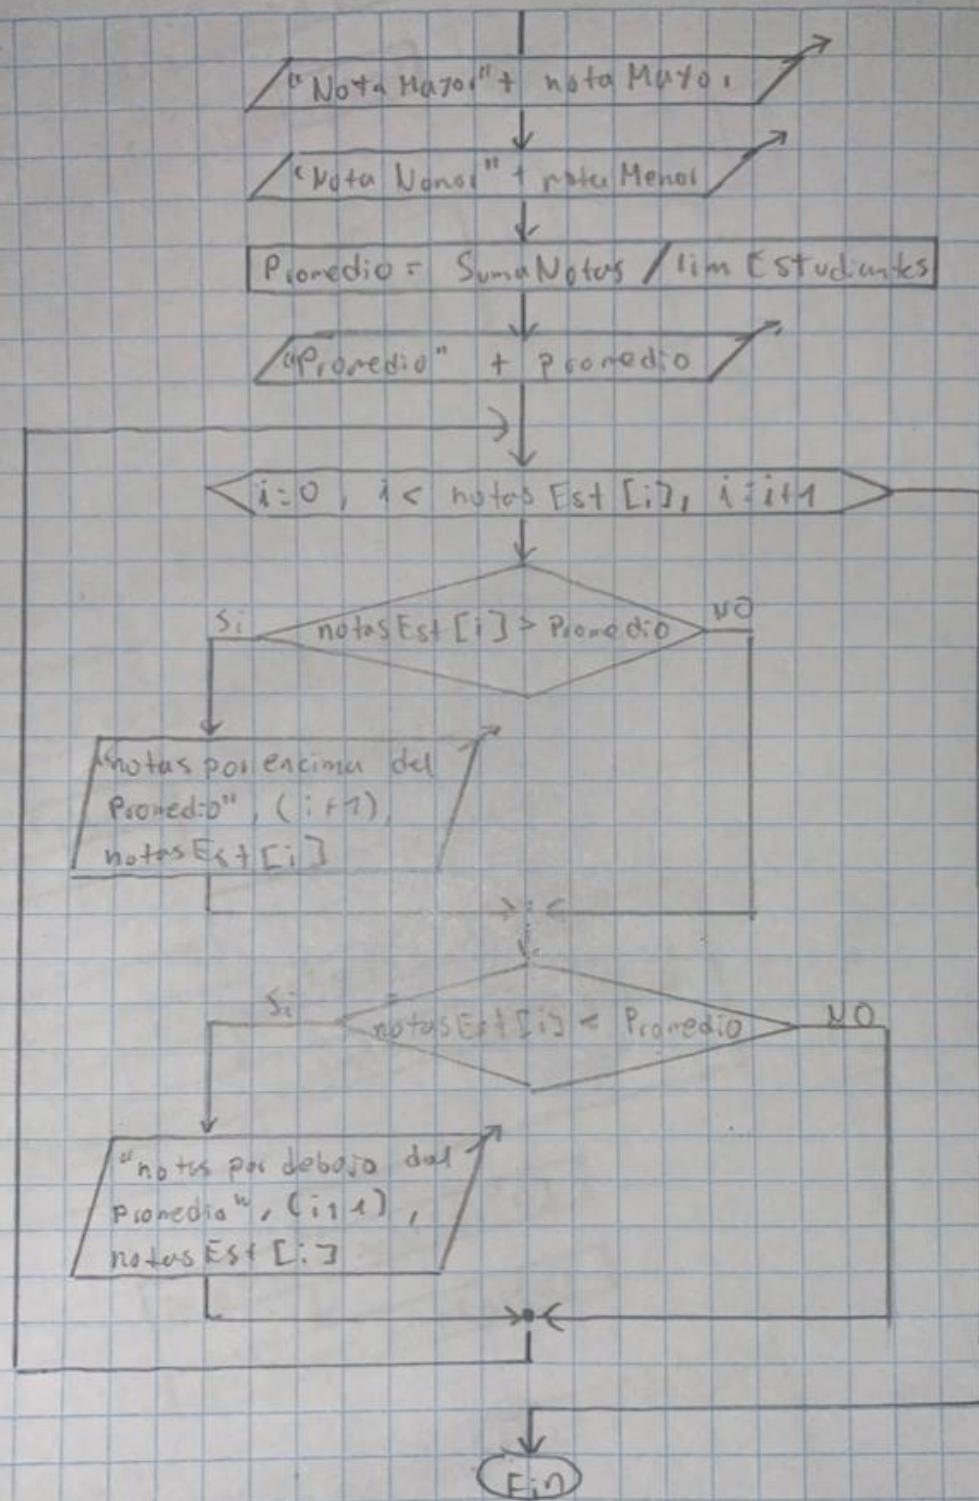 "Nota Mayor" + nota Mayor
"Nota Menor" + nota Menor
Promedio = Suma Notas / lim Estudiantes
"Promedio" + promedio
i=0, i < notas Est [i], i=i+1
notas Est [i] > Promedio
Si
NO
"notas por encima del
Promedio", (i+1),
notas Est [i]
notas Est [i] < Promedio
Si
NO
"notas por debajo del
Promedio", (i+1),
notas Est [i]
Fin